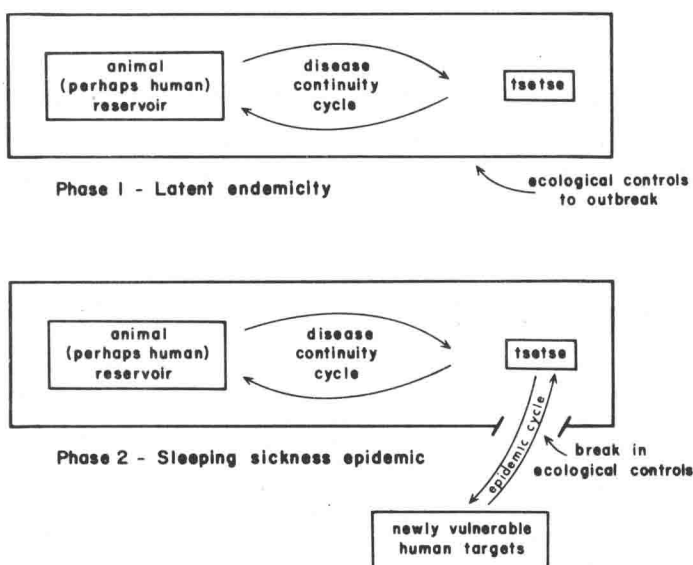 animal
(perhaps human)
reservoir
disease
continuity
cycle
tsetse
Phase I - Latent endemicity
ecological controls
to outbreak
animal
(perhaps human)
reservoir
disease
continuity
cycle
tsetse
epidemic cycle
Phase 2 - Sleeping sickness epidemic
break in
ecological controls
newly vulnerable
human targets